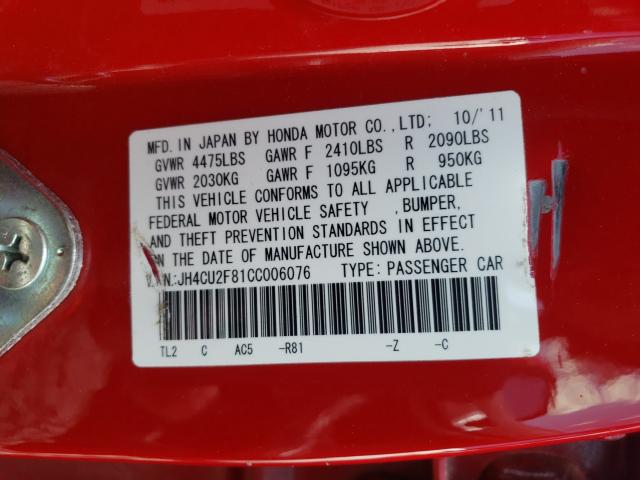 MFD. IN JAPAN BY HONDA MOTOR CO.,LTD: 10/'11
GVWR 4475LBS GAWR F 2410LBS R 2090LBS
GVWR 2030KG GAWR F 1095KG R 950KG
THIS VEHICLE CONFORMS TO ALL APPLICABLE
FEDERAL MOTOR VEHICLE SAFETY ,BUMPER,
AND THEFT PREVENTION STANDARDS IN EFFECT
ON THE DATE OF MANUFACTURE SHOWN ABOVE.
V.I.N:JH4CU2F81CC006076 TYPE: PASSENGER CAR
TL2 C AC5 -R81 -Z -C